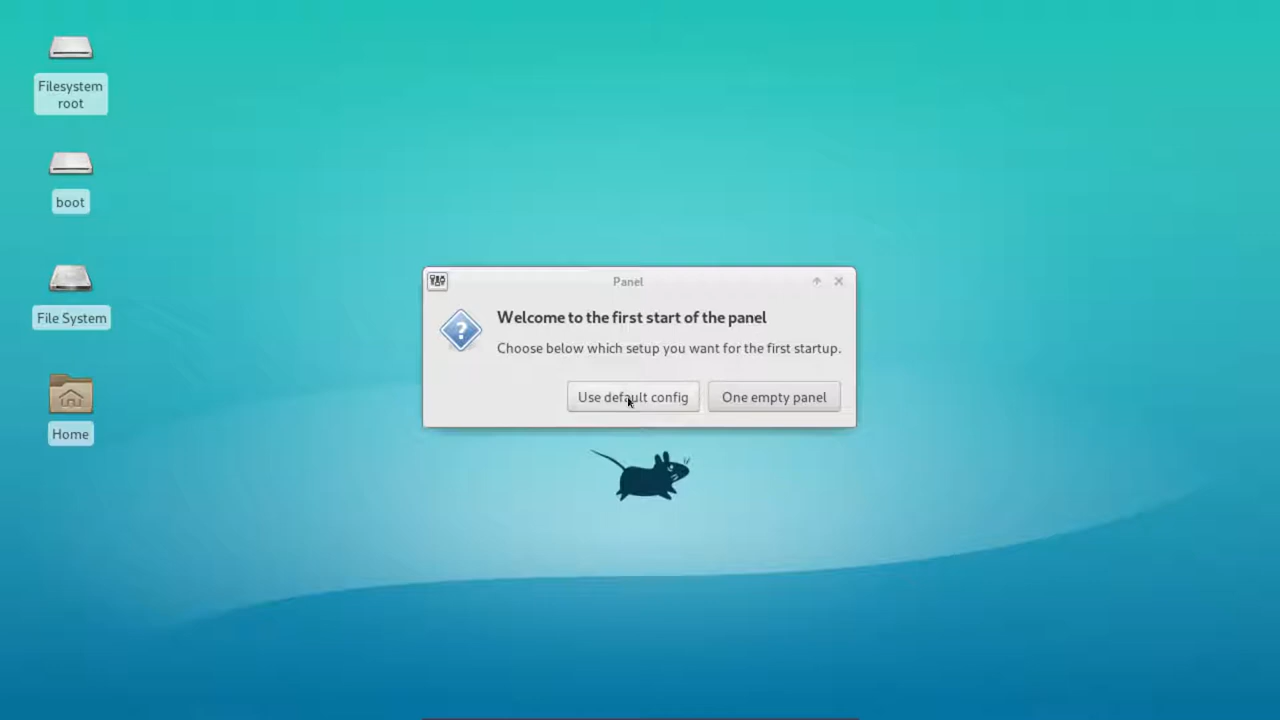 Filesystem
root
boot
File System
Home
Panel
Welcome to the first start of the panel
Choose below which setup you want for the first startup.
Use default config
One empty panel